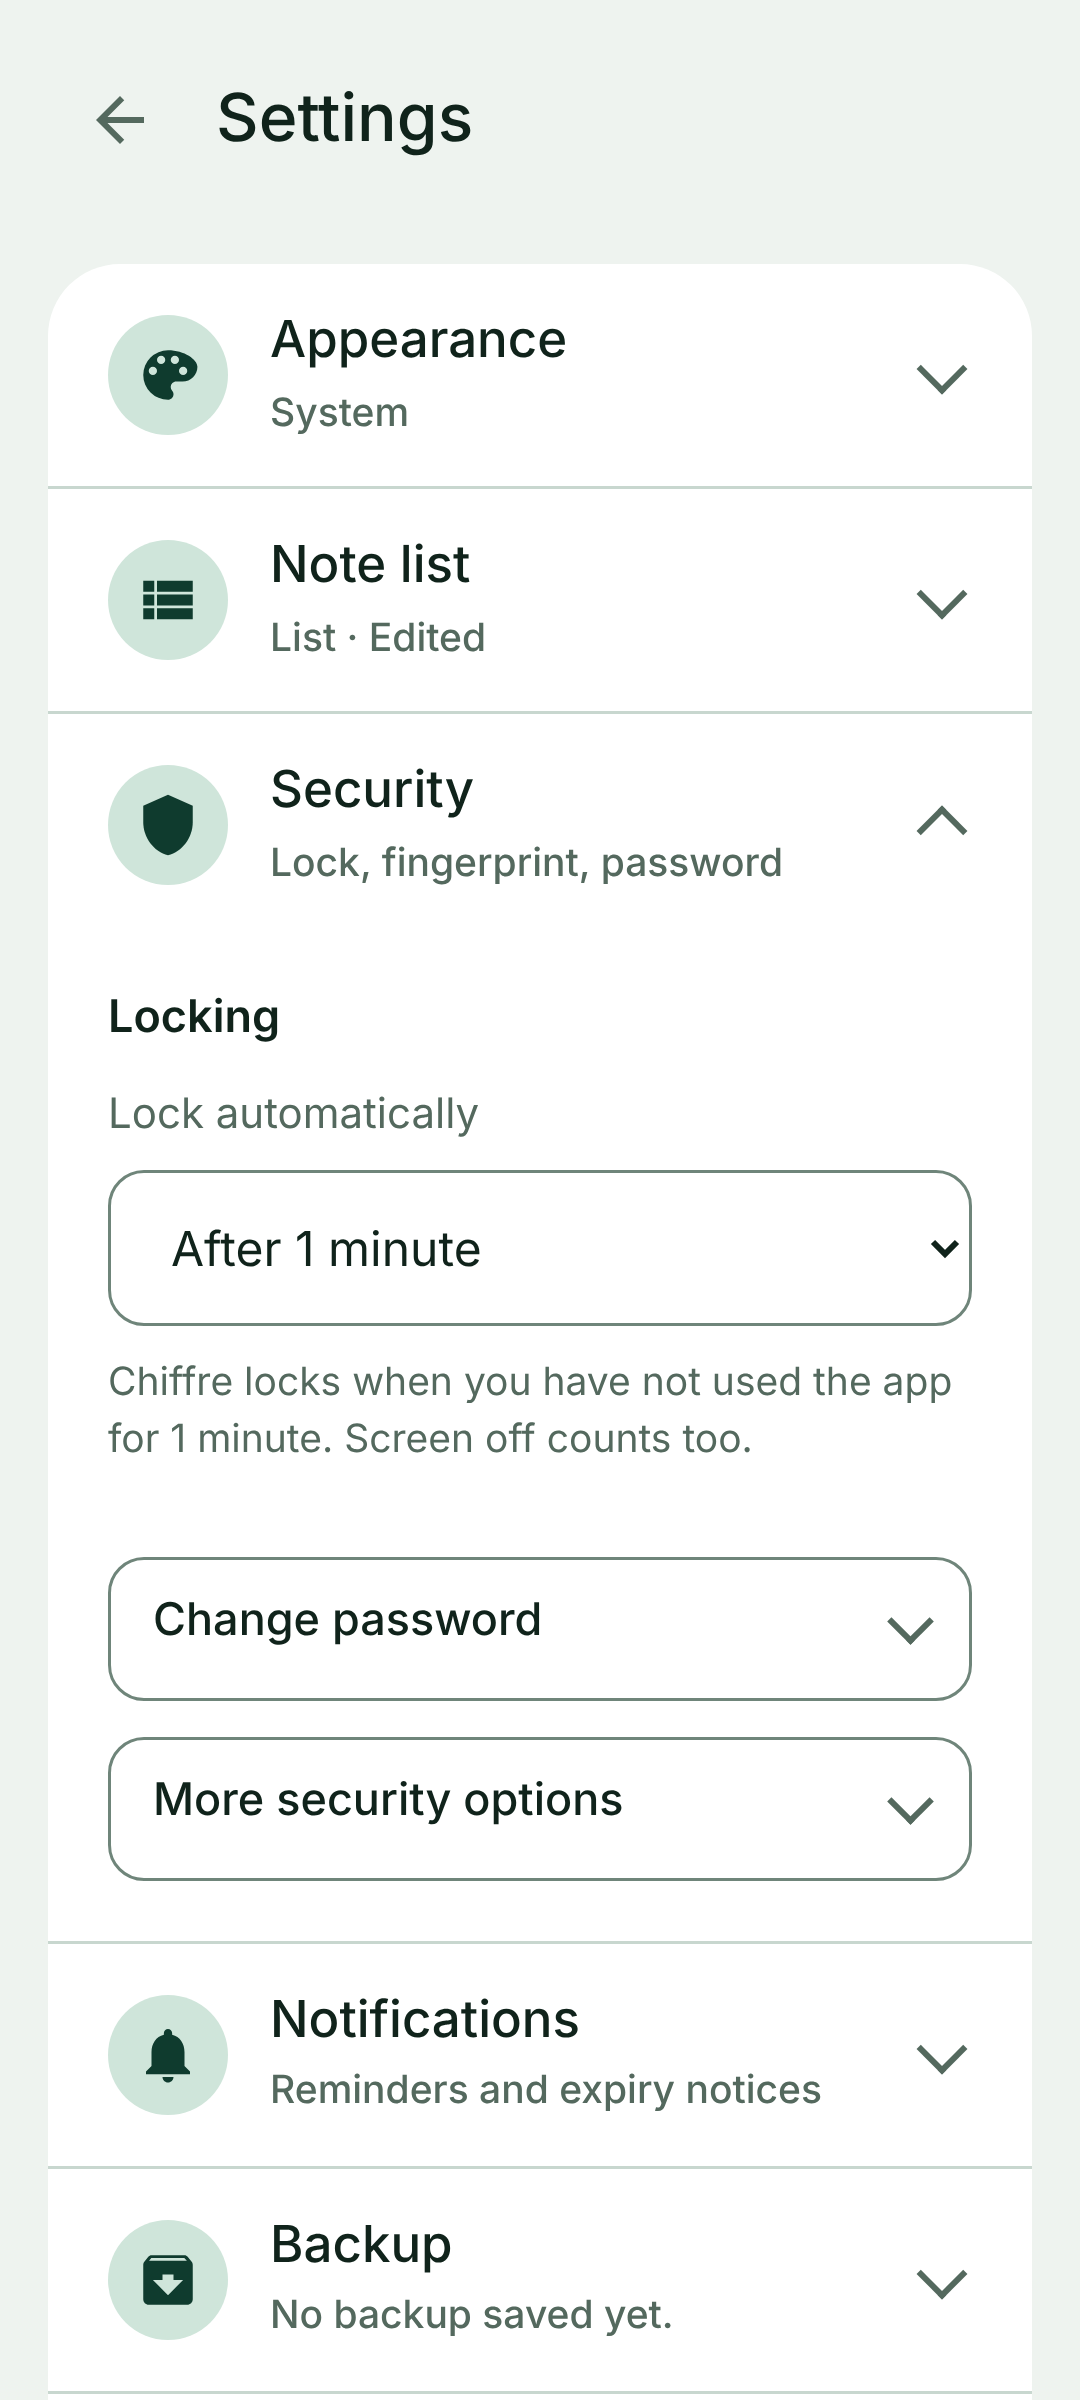 Settings
Appearance
System
Note list
List · Edited
Security
Lock, fingerprint, password
Locking
Lock automatically
After 1 minute
Chiffre locks when you have not used the app
for 1 minute. Screen off counts too.
Change password
More security options
Notifications
Reminders and expiry notices
Backup
No backup saved yet.